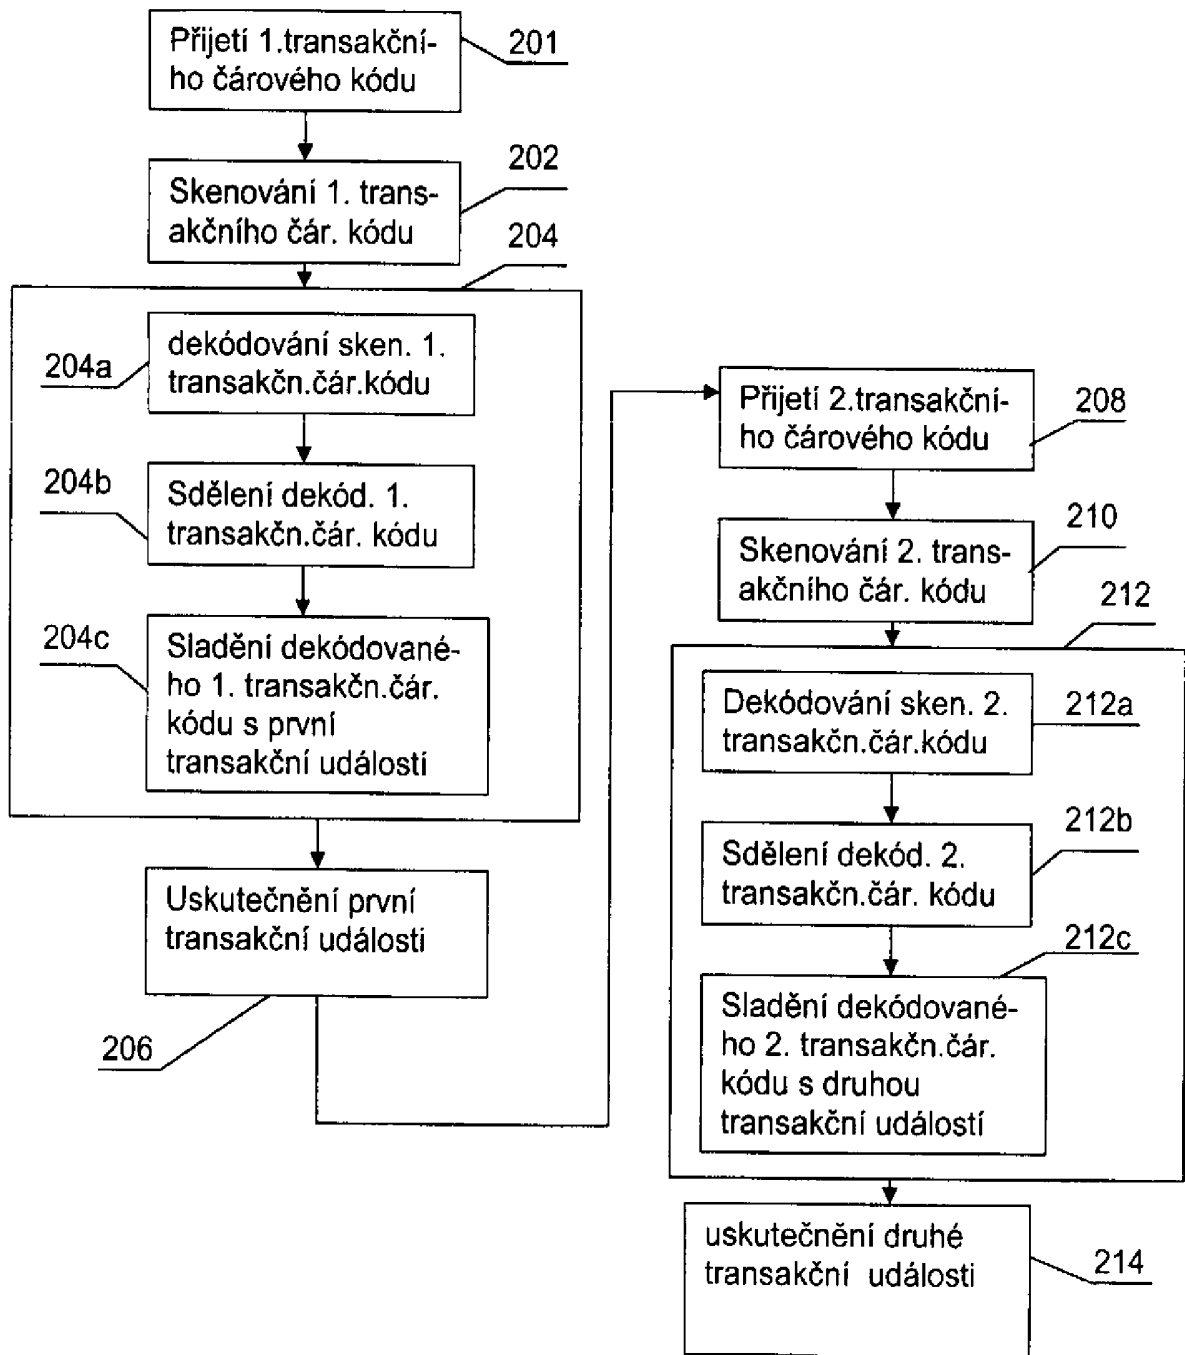 Přijetí 1.transakční-
ho čárového kódu
201
Skenování 1. trans-
akčního čár. kódu
202
204
dekódování sken. 1.
transakčn.čár.kódu
204a
Sdělení dekód. 1.
transakčn.čár. kódu
204b
Sladění dekódované-
ho 1. transakčn.čár.
kódu s první
transakční událostí
204c
Uskutečnění první
transakční události
206
Přijetí 2.transakční-
ho čárového kódu
208
Skenování 2. trans-
akčního čár. kódu
210
212
Dekódování sken. 2.
transakčn.čár.kódu
212a
Sdělení dekód. 2.
transakčn.čár. kódu
212b
Sladění dekódované-
ho 2. transakčn.čár.
kódu s druhou
transakční událostí
212c
uskutečnění druhé
transakční  události
214